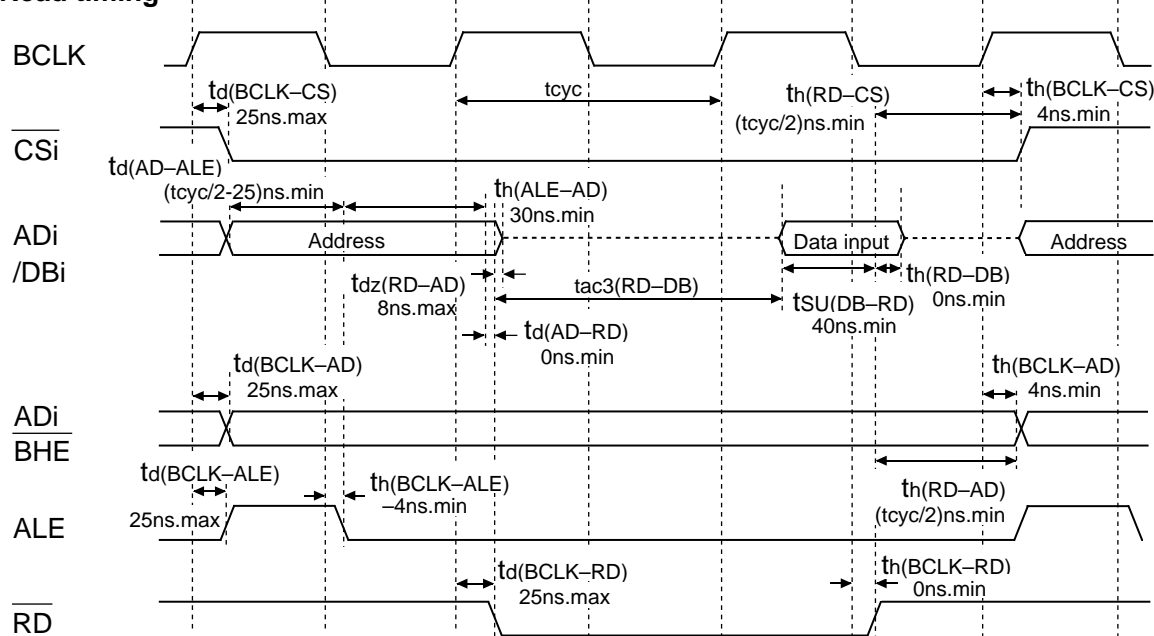 Read timing
BCLK
td(BCLK–CS)
25ns.max
tcyc
th(RD–CS)
(tcyc/2)ns.min
th(BCLK–CS)
4ns.min
CSi
td(AD–ALE)
(tcyc/2-25)ns.min
th(ALE–AD)
30ns.min
ADi
/DBi
Address
Data input
Address
tdz(RD–AD)
8ns.max
tac3(RD–DB)
th(RD–DB)
0ns.min
tSU(DB–RD)
40ns.min
td(AD–RD)
0ns.min
td(BCLK–AD)
25ns.max
th(BCLK–AD)
4ns.min
ADi
BHE
td(BCLK–ALE)
25ns.max
th(BCLK–ALE)
–4ns.min
th(RD–AD)
(tcyc/2)ns.min
ALE
td(BCLK–RD)
25ns.max
th(BCLK–RD)
0ns.min
RD